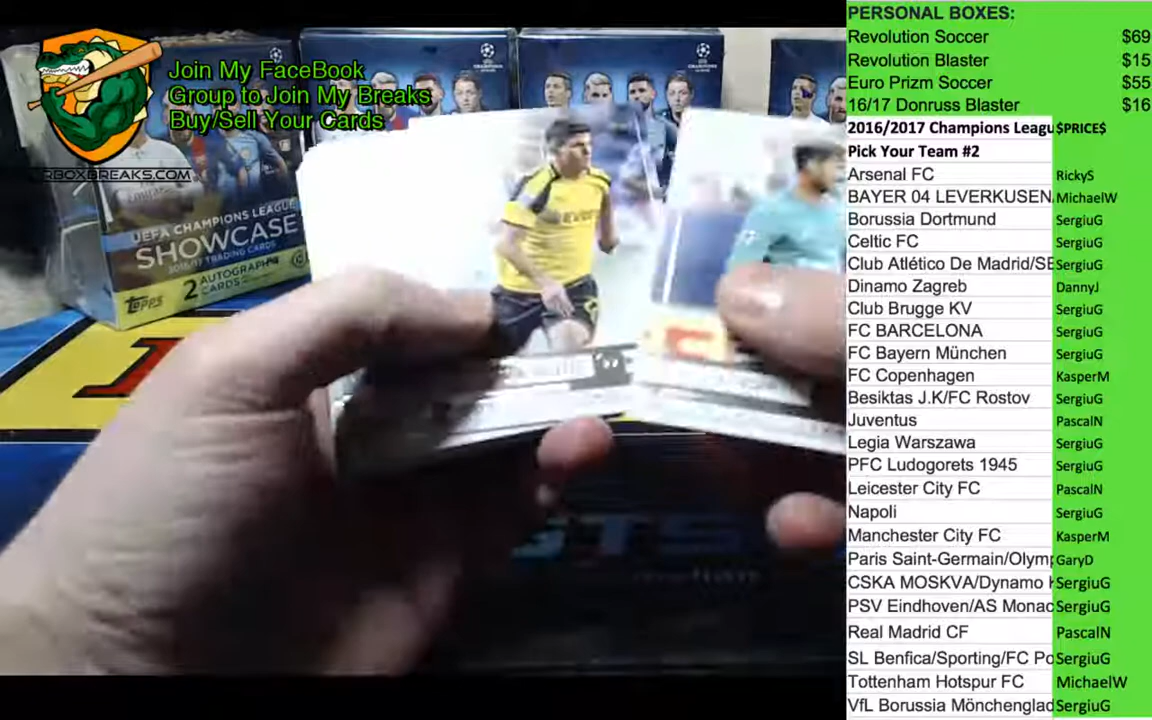 Join My FaceBook
Group to Join My Breaks
Buy/Sell Your Cards
RBOXBREAKS.COM
UEFA CHAMPIONS LEAGUE
SHOWCASE
2016-17 TRADING CARDS
TOPPS
2 AUTOGRAPH
CARDS
PERSONAL BOXES:
Revolution Soccer $69
Revolution Blaster $15
Euro Prizm Soccer $55
16/17 Donruss Blaster $16
2016/2017 Champions Leagu $PRICE$
Pick Your Team #2
Arsenal FC RickyS
BAYER 04 LEVERKUSEN MichaelW
Borussia Dortmund SergiuG
Celtic FC SergiuG
Club Atlético De Madrid/SE SergiuG
Dinamo Zagreb DannyJ
Club Brugge KV SergiuG
FC BARCELONA SergiuG
FC Bayern München SergiuG
FC Copenhagen KasperM
Besiktas J.K/FC Rostov SergiuG
Juventus PascalN
Legia Warszawa SergiuG
PFC Ludogorets 1945 SergiuG
Leicester City FC PascalN
Napoli SergiuG
Manchester City FC KasperM
Paris Saint-Germain/Olymp GaryD
CSKA MOSKVA/Dynamo K SergiuG
PSV Eindhoven/AS Monac SergiuG
Real Madrid CF PascalN
SL Benfica/Sporting/FC Po SergiuG
Tottenham Hotspur FC MichaelW
VfL Borussia Mönchenglad SergiuG